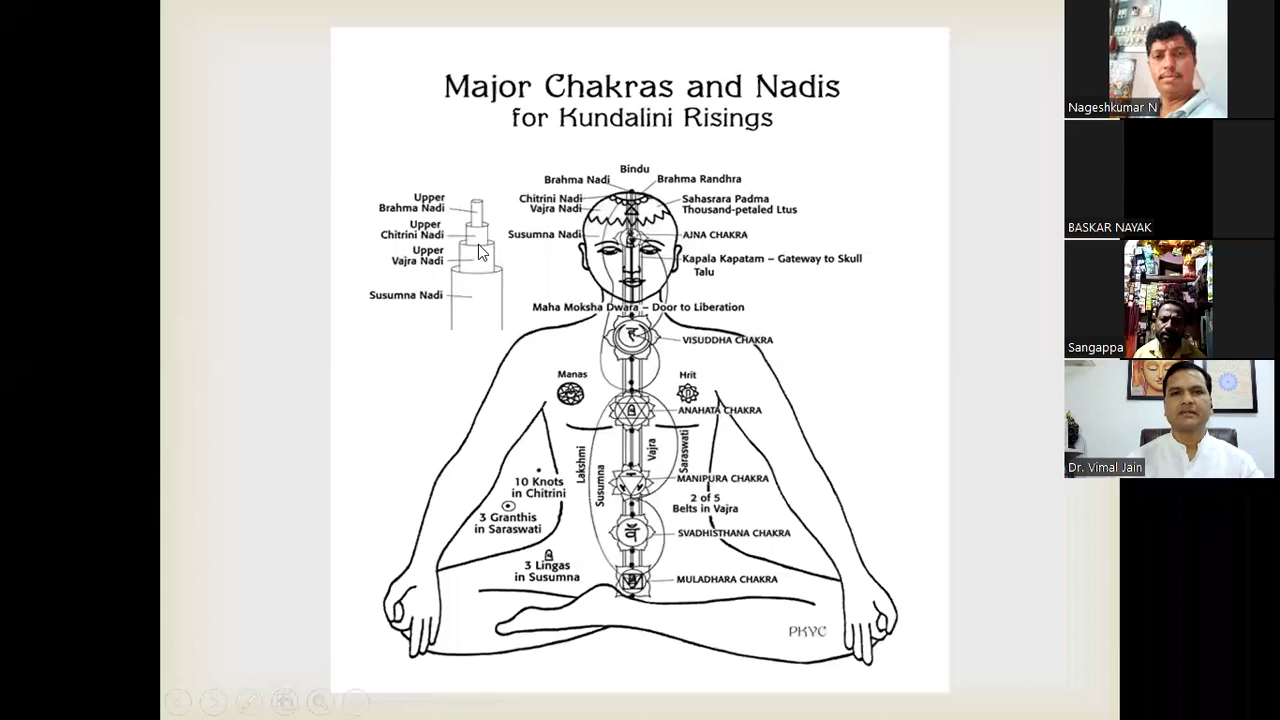 Major Chakras and Nadis
for Kundalini Risings
Bindu
Brahma Nadi
Brahma Randhra
Chitrini Nadi
Vajra Nadi
Sahasrara Padma
Thousand-petaled Ltus
Susumna Nadi
AJNA CHAKRA
Upper
Brahma Nadi
Upper
Chitrini Nadi
Upper
Vajra Nadi
Susumna Nadi
Kapala Kapatam – Gateway to Skull
Talu
Maha Moksha Dwara – Door to Liberation
VISUDDHA CHAKRA
Manas
Hrit
ANAHATA CHAKRA
Lakshmi
Susumna
Vajra
Saraswati
MANIPURA CHAKRA
10 Knots
in Chitrini
2 of 5
Belts in Vajra
3 Granthis
in Saraswati
SVADHISTHANA CHAKRA
3 Lingas
in Susumna
MULADHARA CHAKRA
PKYC
Nageshkumar N
BASKAR NAYAK
Sangappa
Dr. Vimal Jain